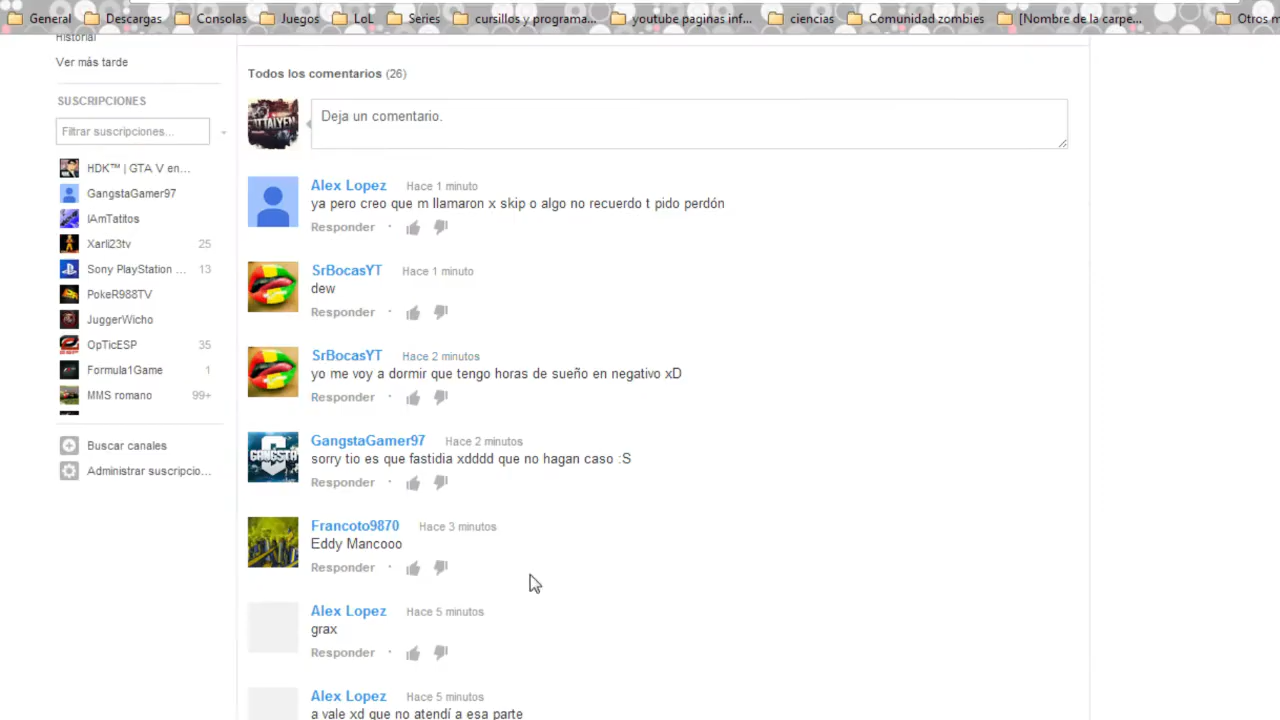 General Descargas Consolas Juegos LoL Series cursillos y programa... youtube paginas inf... ciencias Comunidad zombies [Nombre de la carpe... Otros m
Historial
Ver más tarde
SUSCRIPCIONES
Filtrar suscripciones...
HDK™ | GTA V en...
GangstaGamer97
IAmTatitos
Xarli23tv 25
Sony PlayStation ... 13
PokeR988TV
JuggerWicho
OpTicESP 35
Formula1Game 1
MMS romano 99+
Buscar canales
Administrar suscripcio...
Todos los comentarios (26)
Deja un comentario.
Alex Lopez Hace 1 minuto
ya pero creo que m llamaron x skip o algo no recuerdo t pido perdón
Responder ·
SrBocasYT Hace 1 minuto
dew
Responder ·
SrBocasYT Hace 2 minutos
yo me voy a dormir que tengo horas de sueño en negativo xD
Responder ·
GANGSTA
GangstaGamer97 Hace 2 minutos
sorry tio es que fastidia xdddd que no hagan caso :S
Responder ·
Francoto9870 Hace 3 minutos
Eddy Mancooo
Responder ·
Alex Lopez Hace 5 minutos
grax
Responder ·
Alex Lopez Hace 5 minutos
a vale xd que no atendí a esa parte